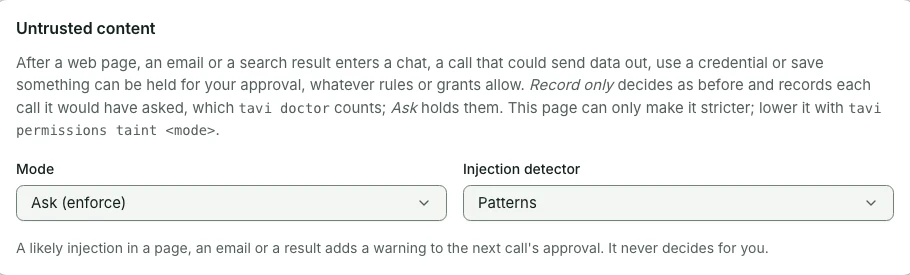 Untrusted content
After a web page, an email or a search result enters a chat, a call that could send data out, use a credential or save
something can be held for your approval, whatever rules or grants allow. Record only decides as before and records each
call it would have asked, which tavi doctor counts; Ask holds them. This page can only make it stricter; lower it with tavi
permissions taint <mode>.
Mode
Injection detector
Ask (enforce)
Patterns
A likely injection in a page, an email or a result adds a warning to the next call's approval. It never decides for you.